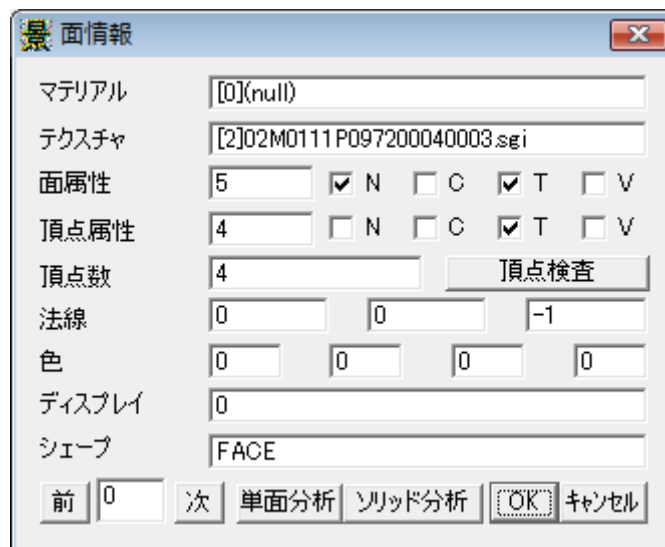 景 面情報
マテリアル [0](null)
テクスチャ [2]02M0111P097200040003.sgi
面属性 5 N C T V
頂点属性 4 N C T V
頂点数 4 頂点検査
法線 0 0 -1
色 0 0 0 0
ディスプレイ 0
シェープ FACE
前 0 次 単面分析 ソリッド分析 OK キャンセル